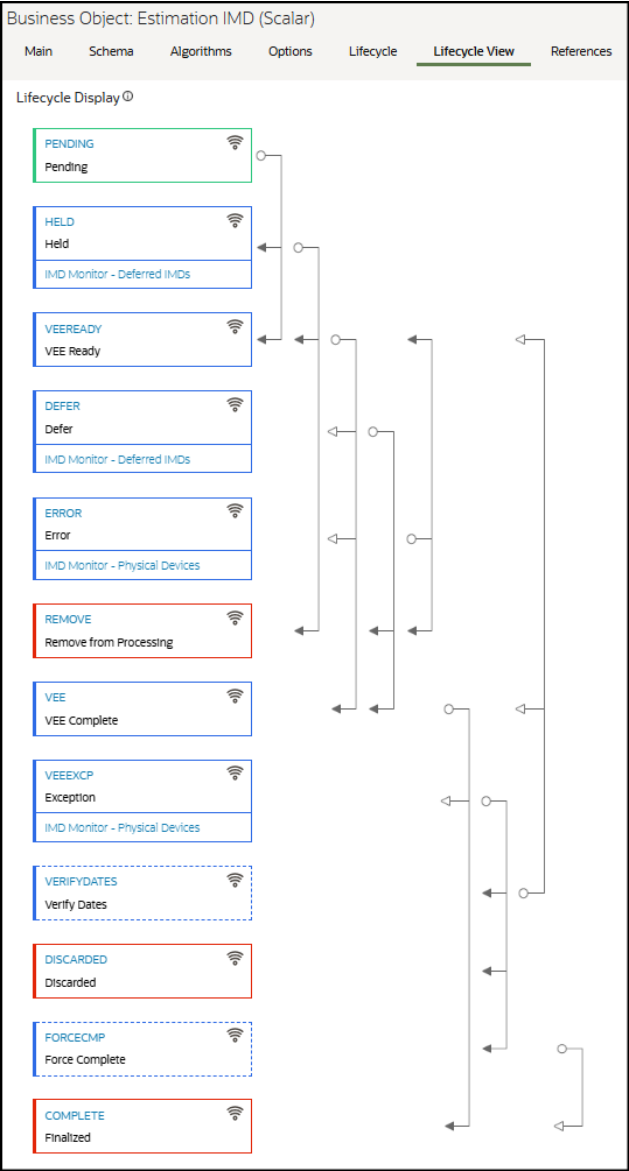 Business Object: Estimation IMD (Scalar)
Main Schema Algorithms Options Lifecycle Lifecycle View References
Lifecycle Display
PENDING
Pending
HELD
Held
IMD Monitor - Deferred IMDs
VEEREADY
VEE Ready
DEFER
Defer
IMD Monitor - Deferred IMDs
ERROR
Error
IMD Monitor - Physical Devices
REMOVE
Remove from Processing
VEE
VEE Complete
VEEEXCP
Exception
IMD Monitor - Physical Devices
VERIFYDATES
Verify Dates
DISCARDED
Discarded
FORCECMP
Force Complete
COMPLETE
Finalized